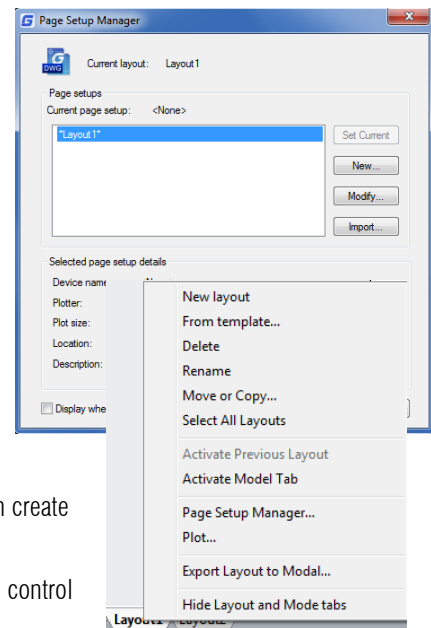 Page Setup Manager
DWG
Current layout: Layout1
Page setups
Current page setup: <None>
*Layout1*
Set Current
New...
Modify...
Import...
Selected page setup details
Device name
Plotter:
Plot size:
Location:
Description:
Display whe
New layout
From template...
Delete
Rename
Move or Copy...
Select All Layouts
Activate Previous Layout
Activate Model Tab
Page Setup Manager...
Plot...
Export Layout to Modal...
Hide Layout and Mode tabs
n create
control
Layout1 Layout2